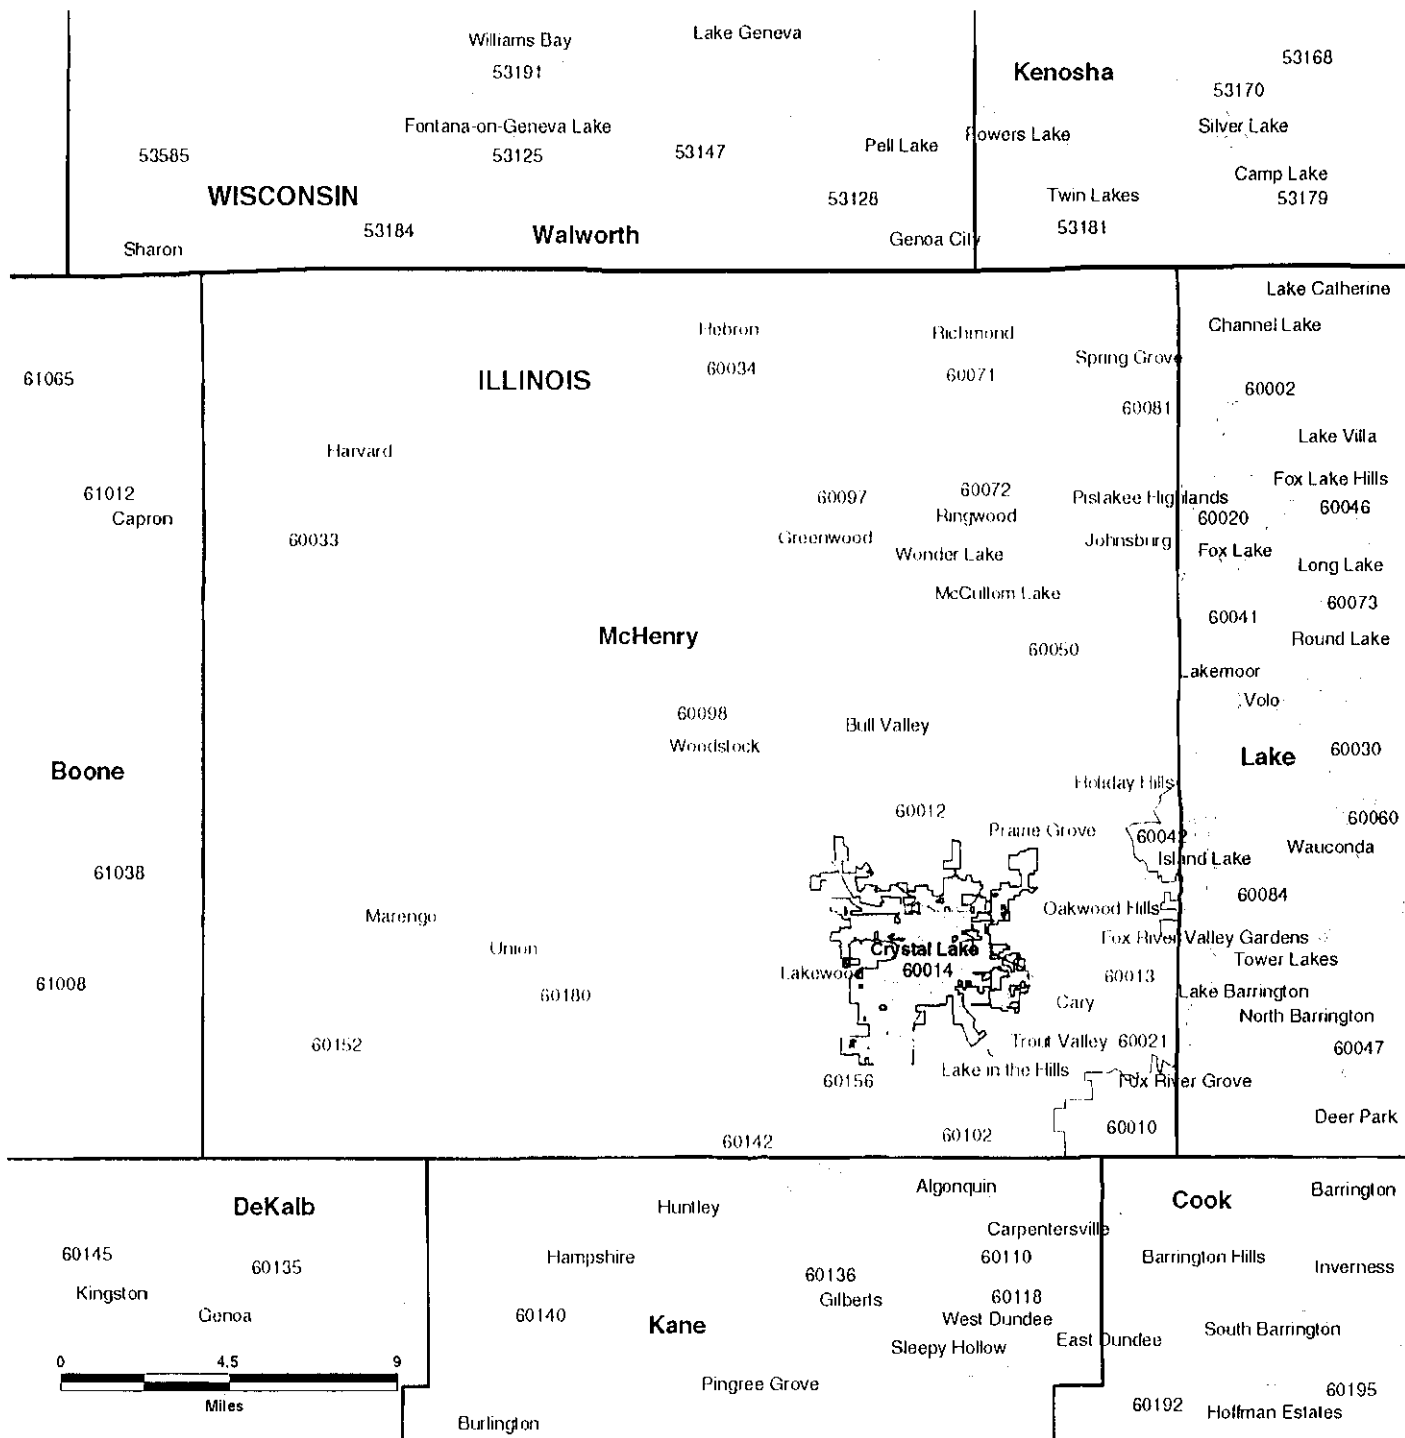 Williams Bay
Lake Geneva
53191
Kenosha
53168
53170
Fontana-on-Geneva Lake
Powers Lake
Silver Lake
53585
53125
53147
Pell Lake
Camp Lake
WISCONSIN
53128
Twin Lakes
53179
53184
Walworth
53181
Sharon
Genoa City
Lake Catherine
Hebron
Richmond
Channel Lake
Spring Grove
61065
ILLINOIS
60034
60071
60002
60081
Harvard
Lake Villa
Fox Lake Hills
61012
60097
60072
Pistakee Highlands
60046
Capron
Ringwood
60020
60033
Greenwood
Johnsburg
Wonder Lake
Fox Lake
Long Lake
McCullom Lake
60073
60041
McHenry
Round Lake
60050
Lakemoor
Volo
60098
Bull Valley
Woodstock
60030
Boone
Lake
Holiday Hills
60012
60060
Prairie Grove
60042
Wauconda
Island Lake
61038
60084
Marengo
Oakwood Hills
Union
Crystal Lake
Fox River Valley Gardens
Tower Lakes
61008
Lakewood
60014
60013
60180
Cary
Lake Barrington
North Barrington
60152
Trout Valley
60021
60047
60156
Lake in the Hills
Fox River Grove
Deer Park
60142
60102
60010
DeKalb
Algonquin
Cook
Barrington
Huntley
Carpentersville
60145
60135
Hampshire
60136
60110
Barrington Hills
Inverness
Kingston
Gilberts
60118
Genoa
60140
Kane
West Dundee
South Barrington
Sleepy Hollow
East Dundee
0 4.5 9
Miles
Pingree Grove
60195
60192
Hoffman Estates
Burlington